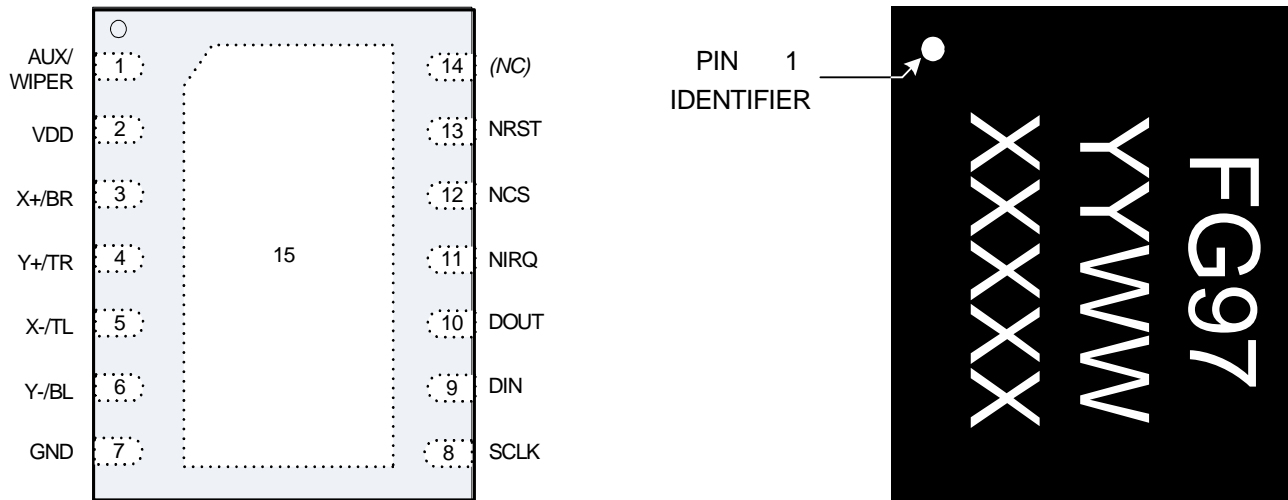 AUX/
WIPER
1
VDD
2
X+/BR
3
Y+/TR
4
X-/TL
5
Y-/BL
6
GND
7
15
14 (NC)
13 NRST
12 NCS
11 NIRQ
10 DOUT
9 DIN
8 SCLK
PIN 1
IDENTIFIER
FG97
YYWW
XXXXX